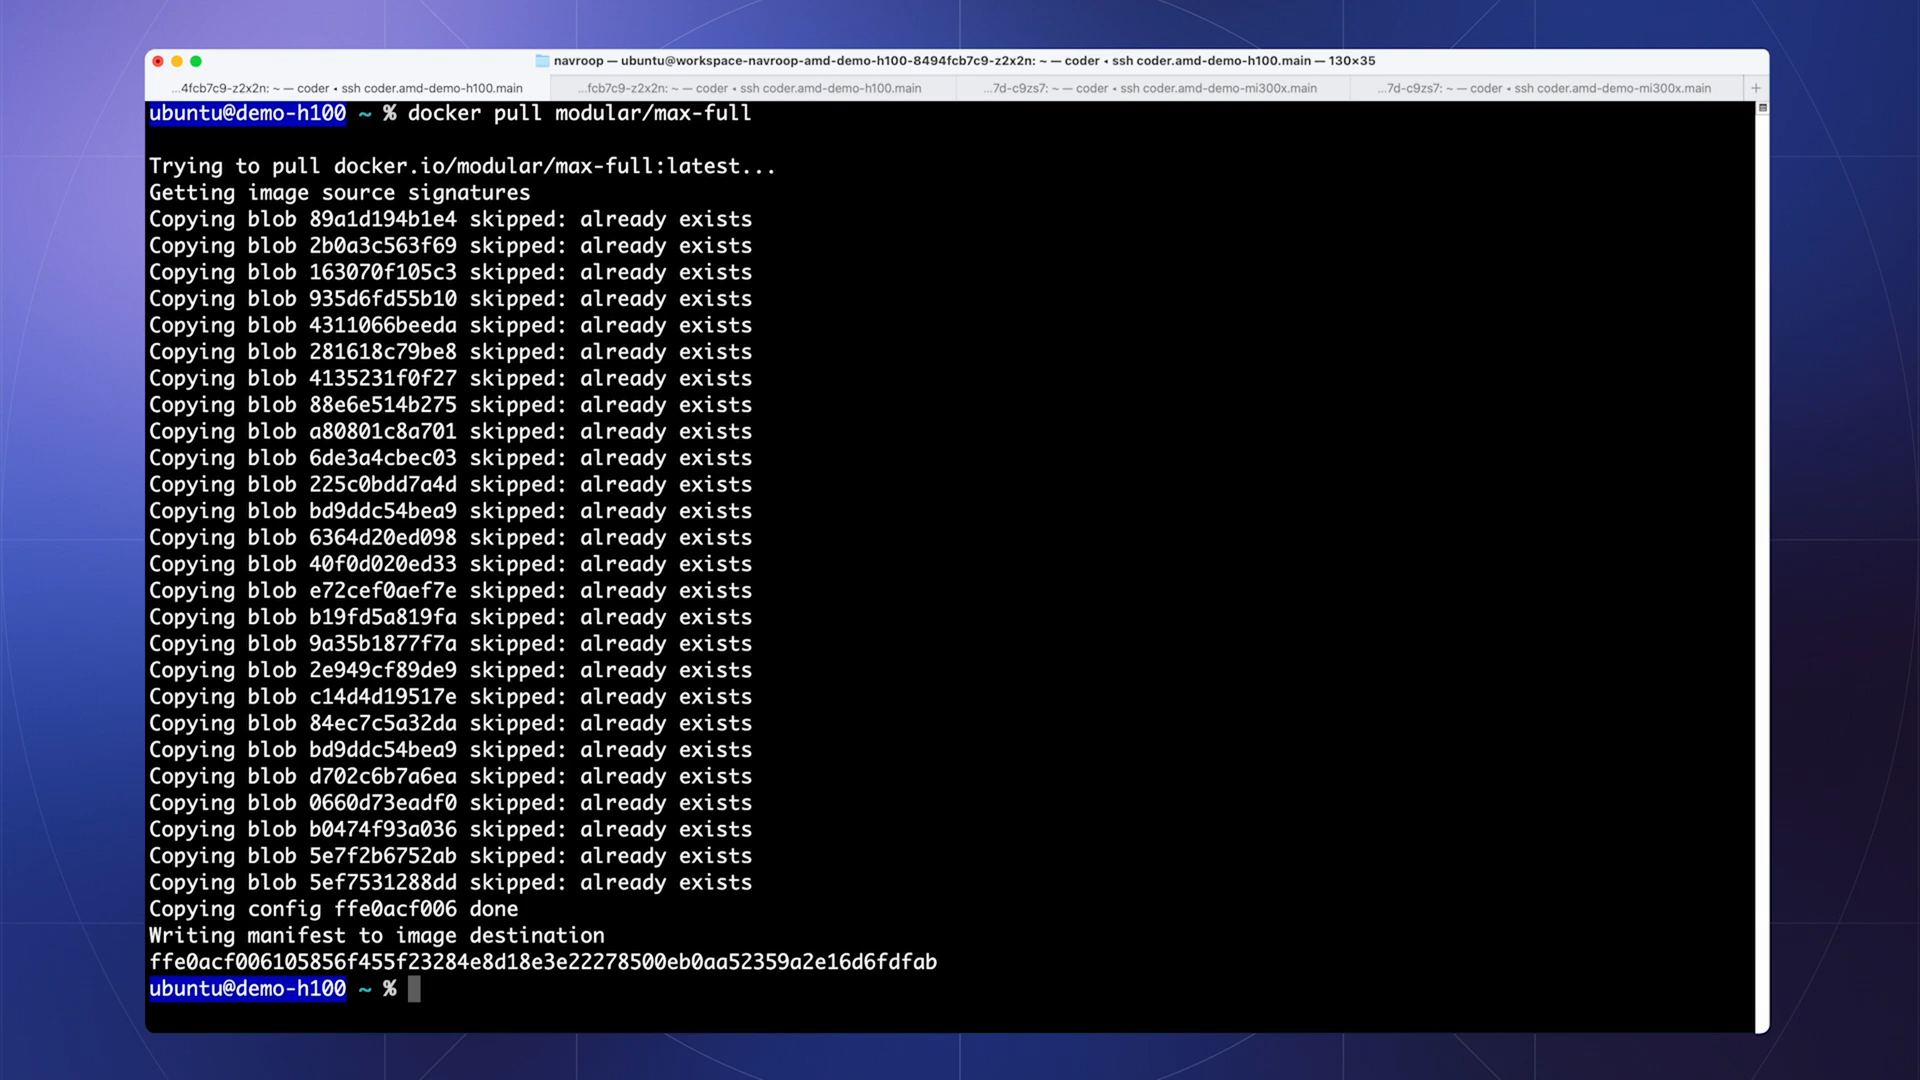 navroop — ubuntu@workspace-navroop-amd-demo-h100-8494fcb7c9-z2x2n: ~ — coder • ssh coder.amd-demo-h100.main — 130×35
...4fcb7c9-z2x2n: ~ — coder • ssh coder.amd-demo-h100.main ...fcb7c9-z2x2n: ~ — coder • ssh coder.amd-demo-h100.main ...7d-c9zs7: ~ — coder • ssh coder.amd-demo-mi300x.main ...7d-c9zs7: ~ — coder • ssh coder.amd-demo-mi300x.main +
ubuntu@demo-h100 ~ % docker pull modular/max-full
Trying to pull docker.io/modular/max-full:latest...
Getting image source signatures
Copying blob 89a1d194b1e4 skipped: already exists
Copying blob 2b0a3c563f69 skipped: already exists
Copying blob 163070f105c3 skipped: already exists
Copying blob 935d6fd55b10 skipped: already exists
Copying blob 4311066beeda skipped: already exists
Copying blob 281618c79be8 skipped: already exists
Copying blob 4135231f0f27 skipped: already exists
Copying blob 88e6e514b275 skipped: already exists
Copying blob a80801c8a701 skipped: already exists
Copying blob 6de3a4cbec03 skipped: already exists
Copying blob 225c0bdd7a4d skipped: already exists
Copying blob bd9ddc54bea9 skipped: already exists
Copying blob 6364d20ed098 skipped: already exists
Copying blob 40f0d020ed33 skipped: already exists
Copying blob e72cef0aef7e skipped: already exists
Copying blob b19fd5a819fa skipped: already exists
Copying blob 9a35b1877f7a skipped: already exists
Copying blob 2e949cf89de9 skipped: already exists
Copying blob c14d4d19517e skipped: already exists
Copying blob 84ec7c5a32da skipped: already exists
Copying blob bd9ddc54bea9 skipped: already exists
Copying blob d702c6b7a6ea skipped: already exists
Copying blob 0660d73eadf0 skipped: already exists
Copying blob b0474f93a036 skipped: already exists
Copying blob 5e7f2b6752ab skipped: already exists
Copying blob 5ef7531288dd skipped: already exists
Copying config ffe0acf006 done
Writing manifest to image destination
ffe0acf006105856f455f23284e8d18e3e22278500eb0aa52359a2e16d6fdfab
ubuntu@demo-h100 ~ %